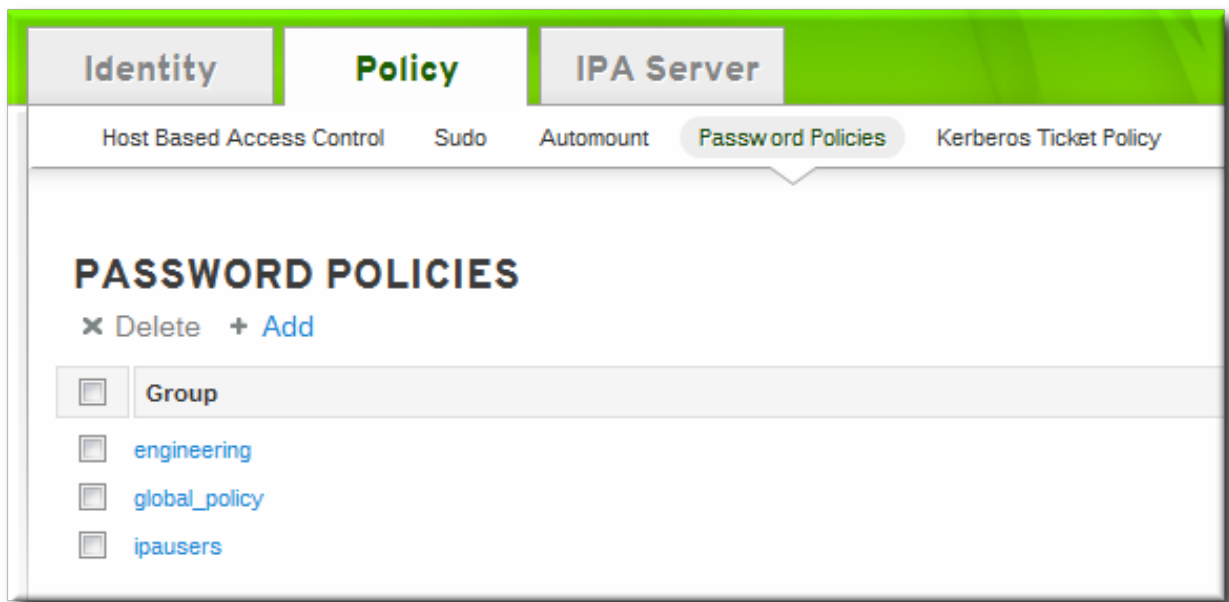 Identity Policy IPA Server
Host Based Access Control Sudo Automount Password Policies Kerberos Ticket Policy
PASSWORD POLICIES
Delete Add
Group
engineering
global_policy
ipausers